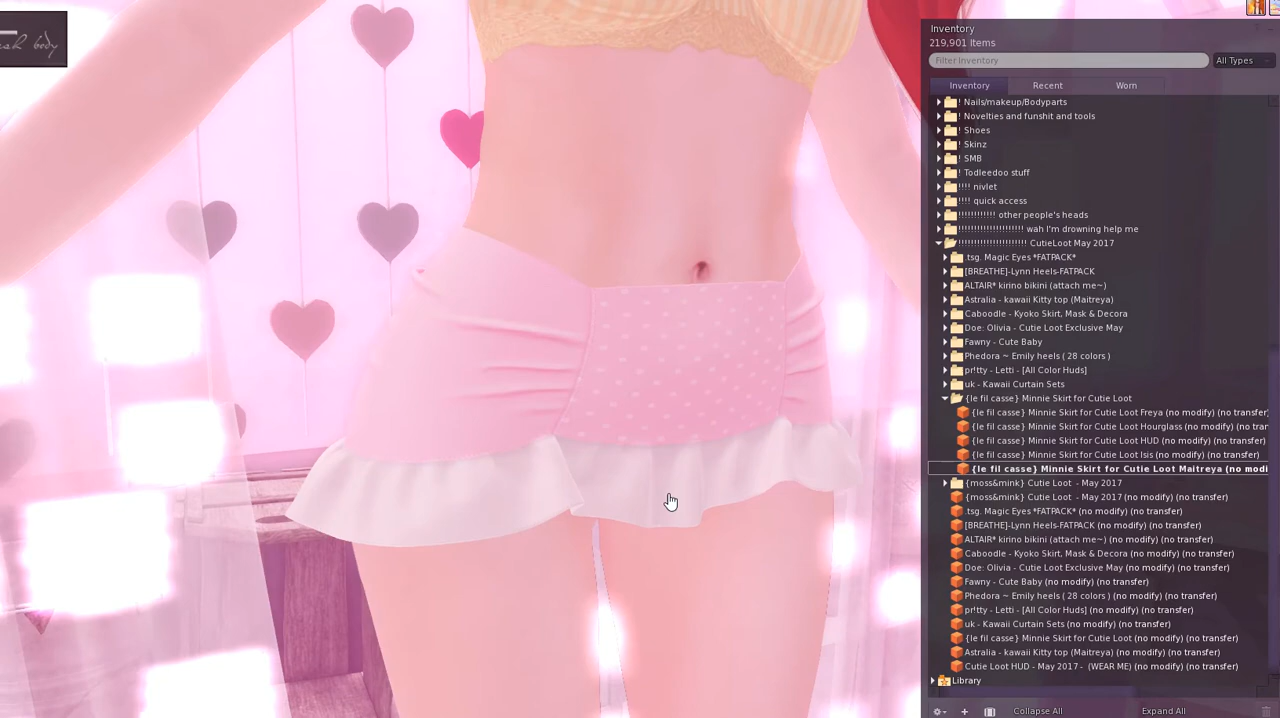 body
Inventory
219,901 Items
Filter Inventory
All Types
Inventory Recent Worn
! Nails/makeup/Bodyparts
! Novelties and funshit and tools
! Shoes
! Skinz
! SMB
! Todleedoo stuff
!!!! nivlet
!!!! quick access
!!!!!!!!!!!! other people's heads
!!!!!!!!!!!!!!!!!!!!! wah I'm drowning help me
!!!!!!!!!!!!!!!!!!!!!! CutieLoot May 2017
.tsg. Magic Eyes *FATPACK*
[BREATHE]-Lynn Heels-FATPACK
ALTAIR* kirino bikini (attach me~)
Astralia - kawaii Kitty top (Maitreya)
Caboodle - Kyoko Skirt, Mask & Decora
Doe: Olivia - Cutie Loot Exclusive May
Fawny - Cute Baby
Phedora ~ Emily heels ( 28 colors )
pr!tty - Letti - [All Color Huds]
uk - Kawaii Curtain Sets
{le fil casse} Minnie Skirt for Cutie Loot
{le fil casse} Minnie Skirt for Cutie Loot Freya (no modify) (no transfer)
{le fil casse} Minnie Skirt for Cutie Loot Hourglass (no modify) (no tran
{le fil casse} Minnie Skirt for Cutie Loot HUD (no modify) (no transfer)
{le fil casse} Minnie Skirt for Cutie Loot Isis (no modify) (no transfer)
{le fil casse} Minnie Skirt for Cutie Loot Maitreya (no modi
{moss&mink} Cutie Loot - May 2017
{moss&mink} Cutie Loot - May 2017 (no modify) (no transfer)
.tsg. Magic Eyes *FATPACK* (no modify) (no transfer)
[BREATHE]-Lynn Heels-FATPACK (no modify) (no transfer)
ALTAIR* kirino bikini (attach me~) (no modify) (no transfer)
Caboodle - Kyoko Skirt, Mask & Decora (no modify) (no transfer)
Doe: Olivia - Cutie Loot Exclusive May (no modify) (no transfer)
Fawny - Cute Baby (no modify) (no transfer)
Phedora ~ Emily heels ( 28 colors ) (no modify) (no transfer)
pr!tty - Letti - [All Color Huds] (no modify) (no transfer)
uk - Kawaii Curtain Sets (no modify) (no transfer)
{le fil casse} Minnie Skirt for Cutie Loot (no modify) (no transfer)
Astralia - kawaii Kitty top (Maitreya) (no modify) (no transfer)
Cutie Loot HUD - May 2017 - (WEAR ME) (no modify) (no transfer)
Library
Collapse All Expand All